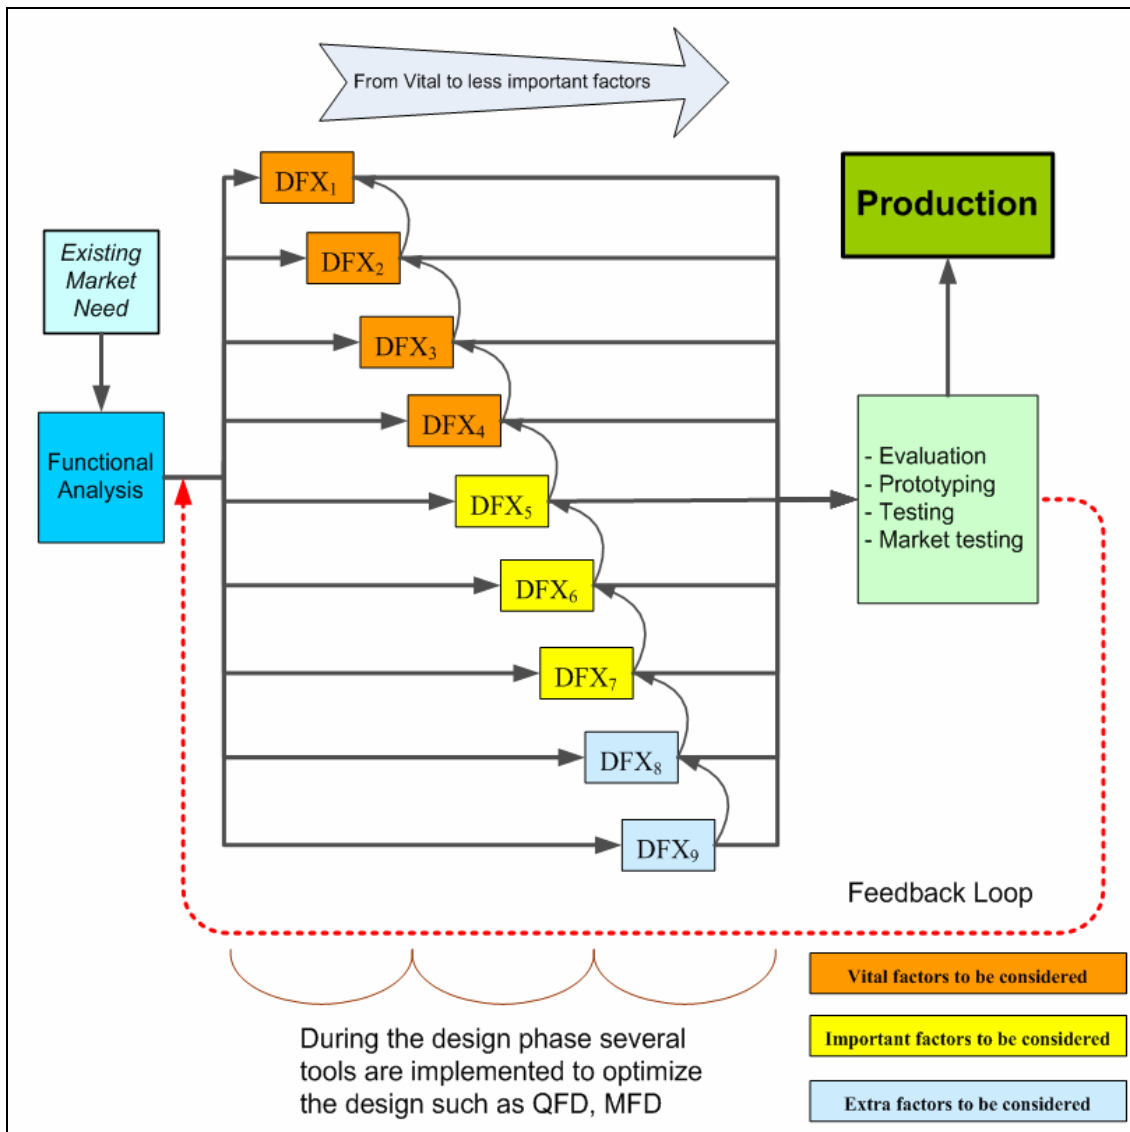 From Vital to less important factors
DFX1
Production
DFX2
Existing
Market
Need
DFX3
DFX4
Functional
Analysis
- Evaluation
- Prototyping
- Testing
- Market testing
DFX5
DFX6
DFX7
DFX8
DFX9
Feedback Loop
Vital factors to be considered
Important factors to be considered
Extra factors to be considered
During the design phase several
tools are implemented to optimize
the design such as QFD, MFD